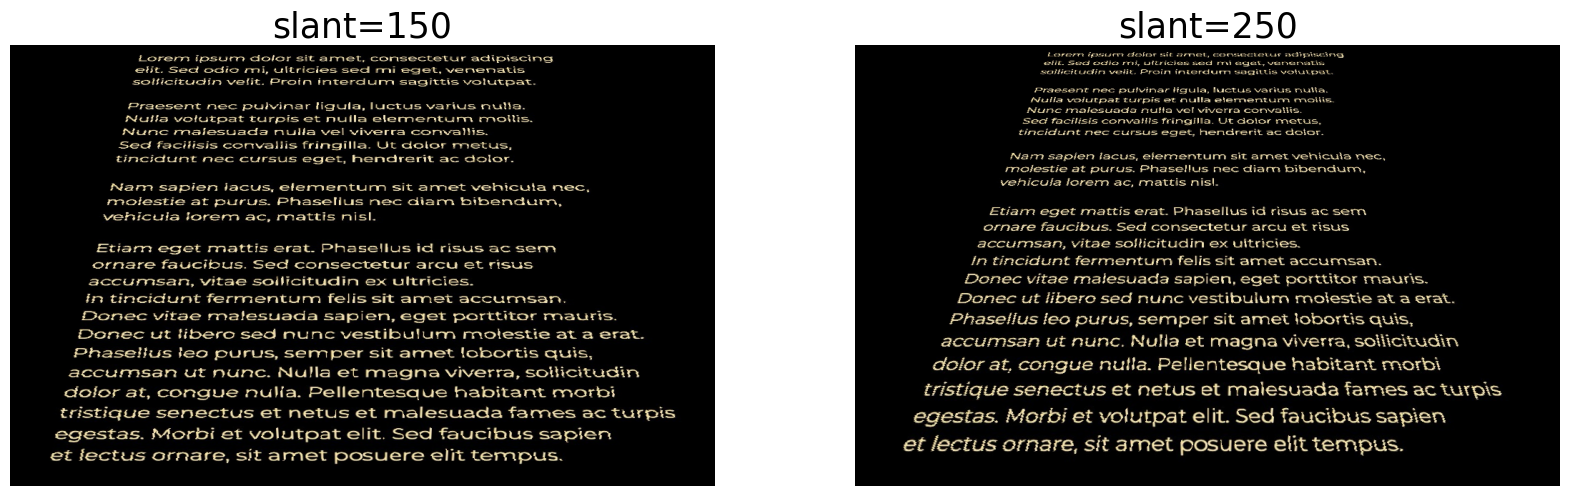 slant=150
Lorem ipsum dolor sit amet, consectetur adipiscing
elit. Sed odio mi, ultricies sed mi eget, venenatis
sollicitudin velit. Proin interdum sagittis volutpat.
Praesent nec pulvinar ligula, luctus varius nulla.
Nulla volutpat turpis et nulla elementum mollis.
Nunc malesuada nulla vel viverra convallis.
Sed facilisis convallis fringilla. Ut dolor metus,
tincidunt nec cursus eget, hendrerit ac dolor.
Nam sapien lacus, elementum sit amet vehicula nec,
molestie at purus. Phasellus nec diam bibendum,
vehicula lorem ac, mattis nisl.
Etiam eget mattis erat. Phasellus id risus ac sem
ornare faucibus. Sed consectetur arcu et risus
accumsan, vitae sollicitudin ex ultricies.
In tincidunt fermentum felis sit amet accumsan.
Donec vitae malesuada sapien, eget porttitor mauris.
Donec ut libero sed nunc vestibulum molestie at a erat.
Phasellus leo purus, semper sit amet lobortis quis,
accumsan ut nunc. Nulla et magna viverra, sollicitudin
dolor at, congue nulla. Pellentesque habitant morbi
tristique senectus et netus et malesuada fames ac turpis
egestas. Morbi et volutpat elit. Sed faucibus sapien
et lectus ornare, sit amet posuere elit tempus.
slant=250
Lorem ipsum dolor sit amet, consectetur adipiscing
elit. Sed odio mi, ultricies sed mi eget, venenatis
sollicitudin velit. Proin interdum sagittis volutpat.
Praesent nec pulvinar ligula, luctus varius nulla.
Nulla volutpat turpis et nulla elementum mollis.
Nunc malesuada nulla vel viverra convallis.
Sed facilisis convallis fringilla. Ut dolor metus,
tincidunt nec cursus eget, hendrerit ac dolor.
Nam sapien lacus, elementum sit amet vehicula nec,
molestie at purus. Phasellus nec diam bibendum,
vehicula lorem ac, mattis nisl.
Etiam eget mattis erat. Phasellus id risus ac sem
ornare faucibus. Sed consectetur arcu et risus
accumsan, vitae sollicitudin ex ultricies.
In tincidunt fermentum felis sit amet accumsan.
Donec vitae malesuada sapien, eget porttitor mauris.
Donec ut libero sed nunc vestibulum molestie at a erat.
Phasellus leo purus, semper sit amet lobortis quis,
accumsan ut nunc. Nulla et magna viverra, sollicitudin
dolor at, congue nulla. Pellentesque habitant morbi
tristique senectus et netus et malesuada fames ac turpis
egestas. Morbi et volutpat elit. Sed faucibus sapien
et lectus ornare, sit amet posuere elit tempus.